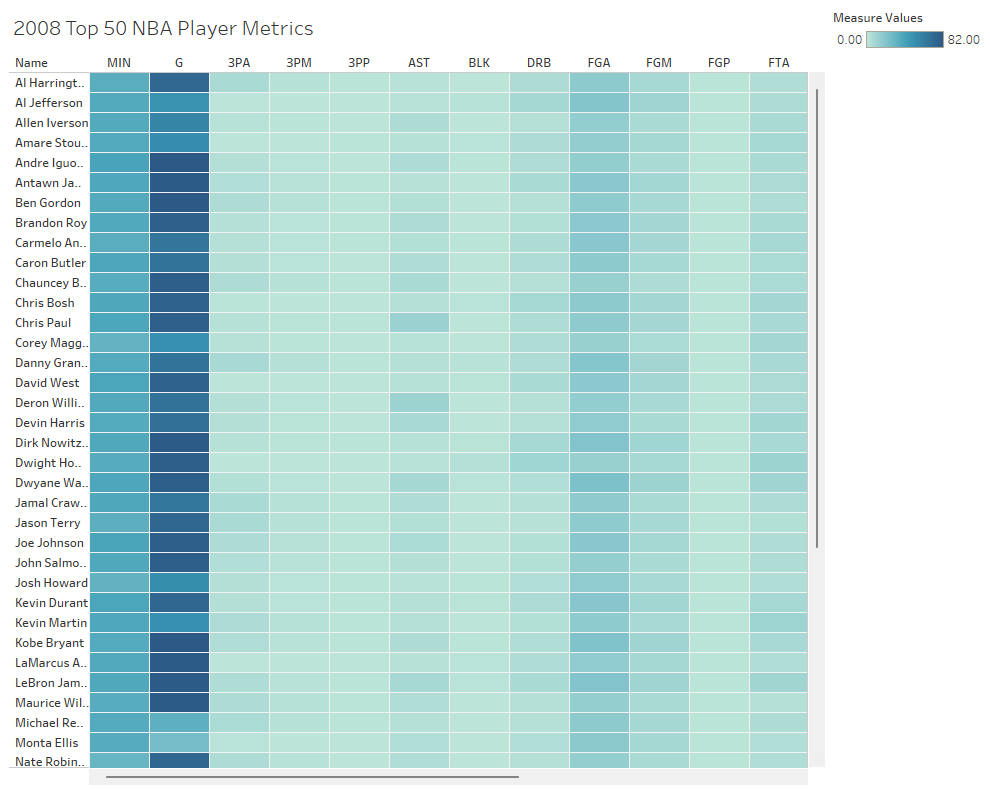 2008 Top 50 NBA Player Metrics
Measure Values
0.00 82.00
Name MIN G 3PA 3PM 3PP AST BLK DRB FGA FGM FGP FTA
Al Harringt..
Al Jefferson
Allen Iverson
Amare Stou..
Andre Iguo..
Antawn Ja..
Ben Gordon
Brandon Roy
Carmelo An..
Caron Butler
Chauncey B..
Chris Bosh
Chris Paul
Corey Magg..
Danny Gran..
David West
Deron Willi..
Devin Harris
Dirk Nowitz..
Dwight Ho..
Dwyane Wa..
Jamal Craw..
Jason Terry
Joe Johnson
John Salmo..
Josh Howard
Kevin Durant
Kevin Martin
Kobe Bryant
LaMarcus A..
LeBron Jam..
Maurice Wil..
Michael Re..
Monta Ellis
Nate Robin..